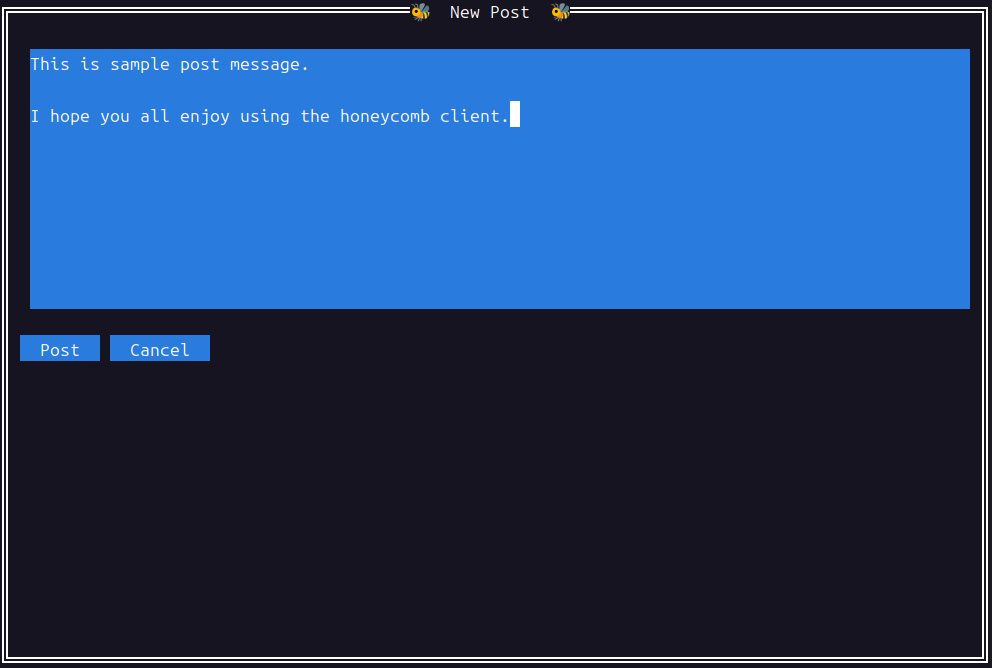 🐝 New Post 🐝
This is sample post message.
I hope you all enjoy using the honeycomb client.
Post Cancel